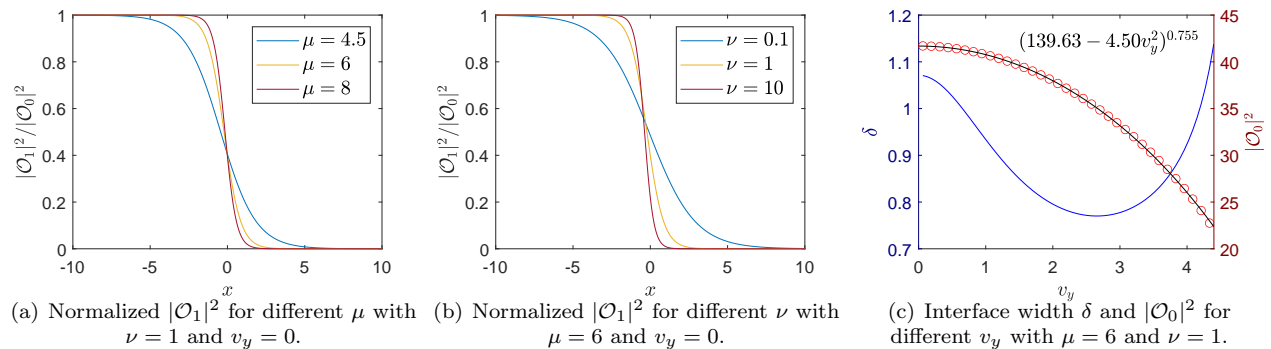 1
0.8
0.6
0.4
0.2
0
|𝒪₁|²/|𝒪₀|²
-10 -5 0 5 10
x
μ = 4.5
μ = 6
μ = 8
(a) Normalized |𝒪₁|² for different μ with
ν = 1 and v_y = 0.
1
0.8
0.6
0.4
0.2
0
|𝒪₁|²/|𝒪₀|²
-10 -5 0 5 10
x
ν = 0.1
ν = 1
ν = 10
(b) Normalized |𝒪₁|² for different ν with
μ = 6 and v_y = 0.
1.2
1.1
1
0.9
0.8
0.7
δ
(139.63 − 4.50v_y²)^0.755
45
40
35
30
25
20
|𝒪₀|²
0 1 2 3 4
v_y
(c) Interface width δ and |𝒪₀|² for
different v_y with μ = 6 and ν = 1.